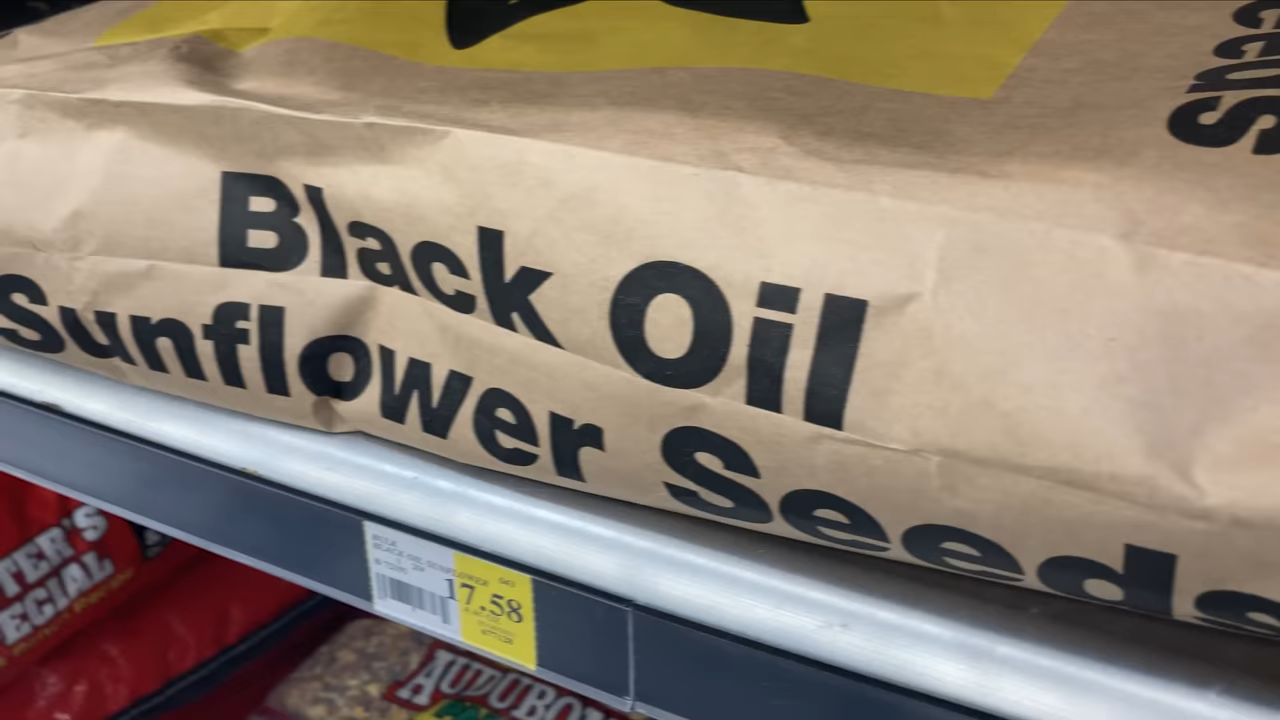 Black Oil
Sunflower Seeds
BLACK OIL SUNFLOWER
17.58
TER'S
ECIAL
AUDUBON